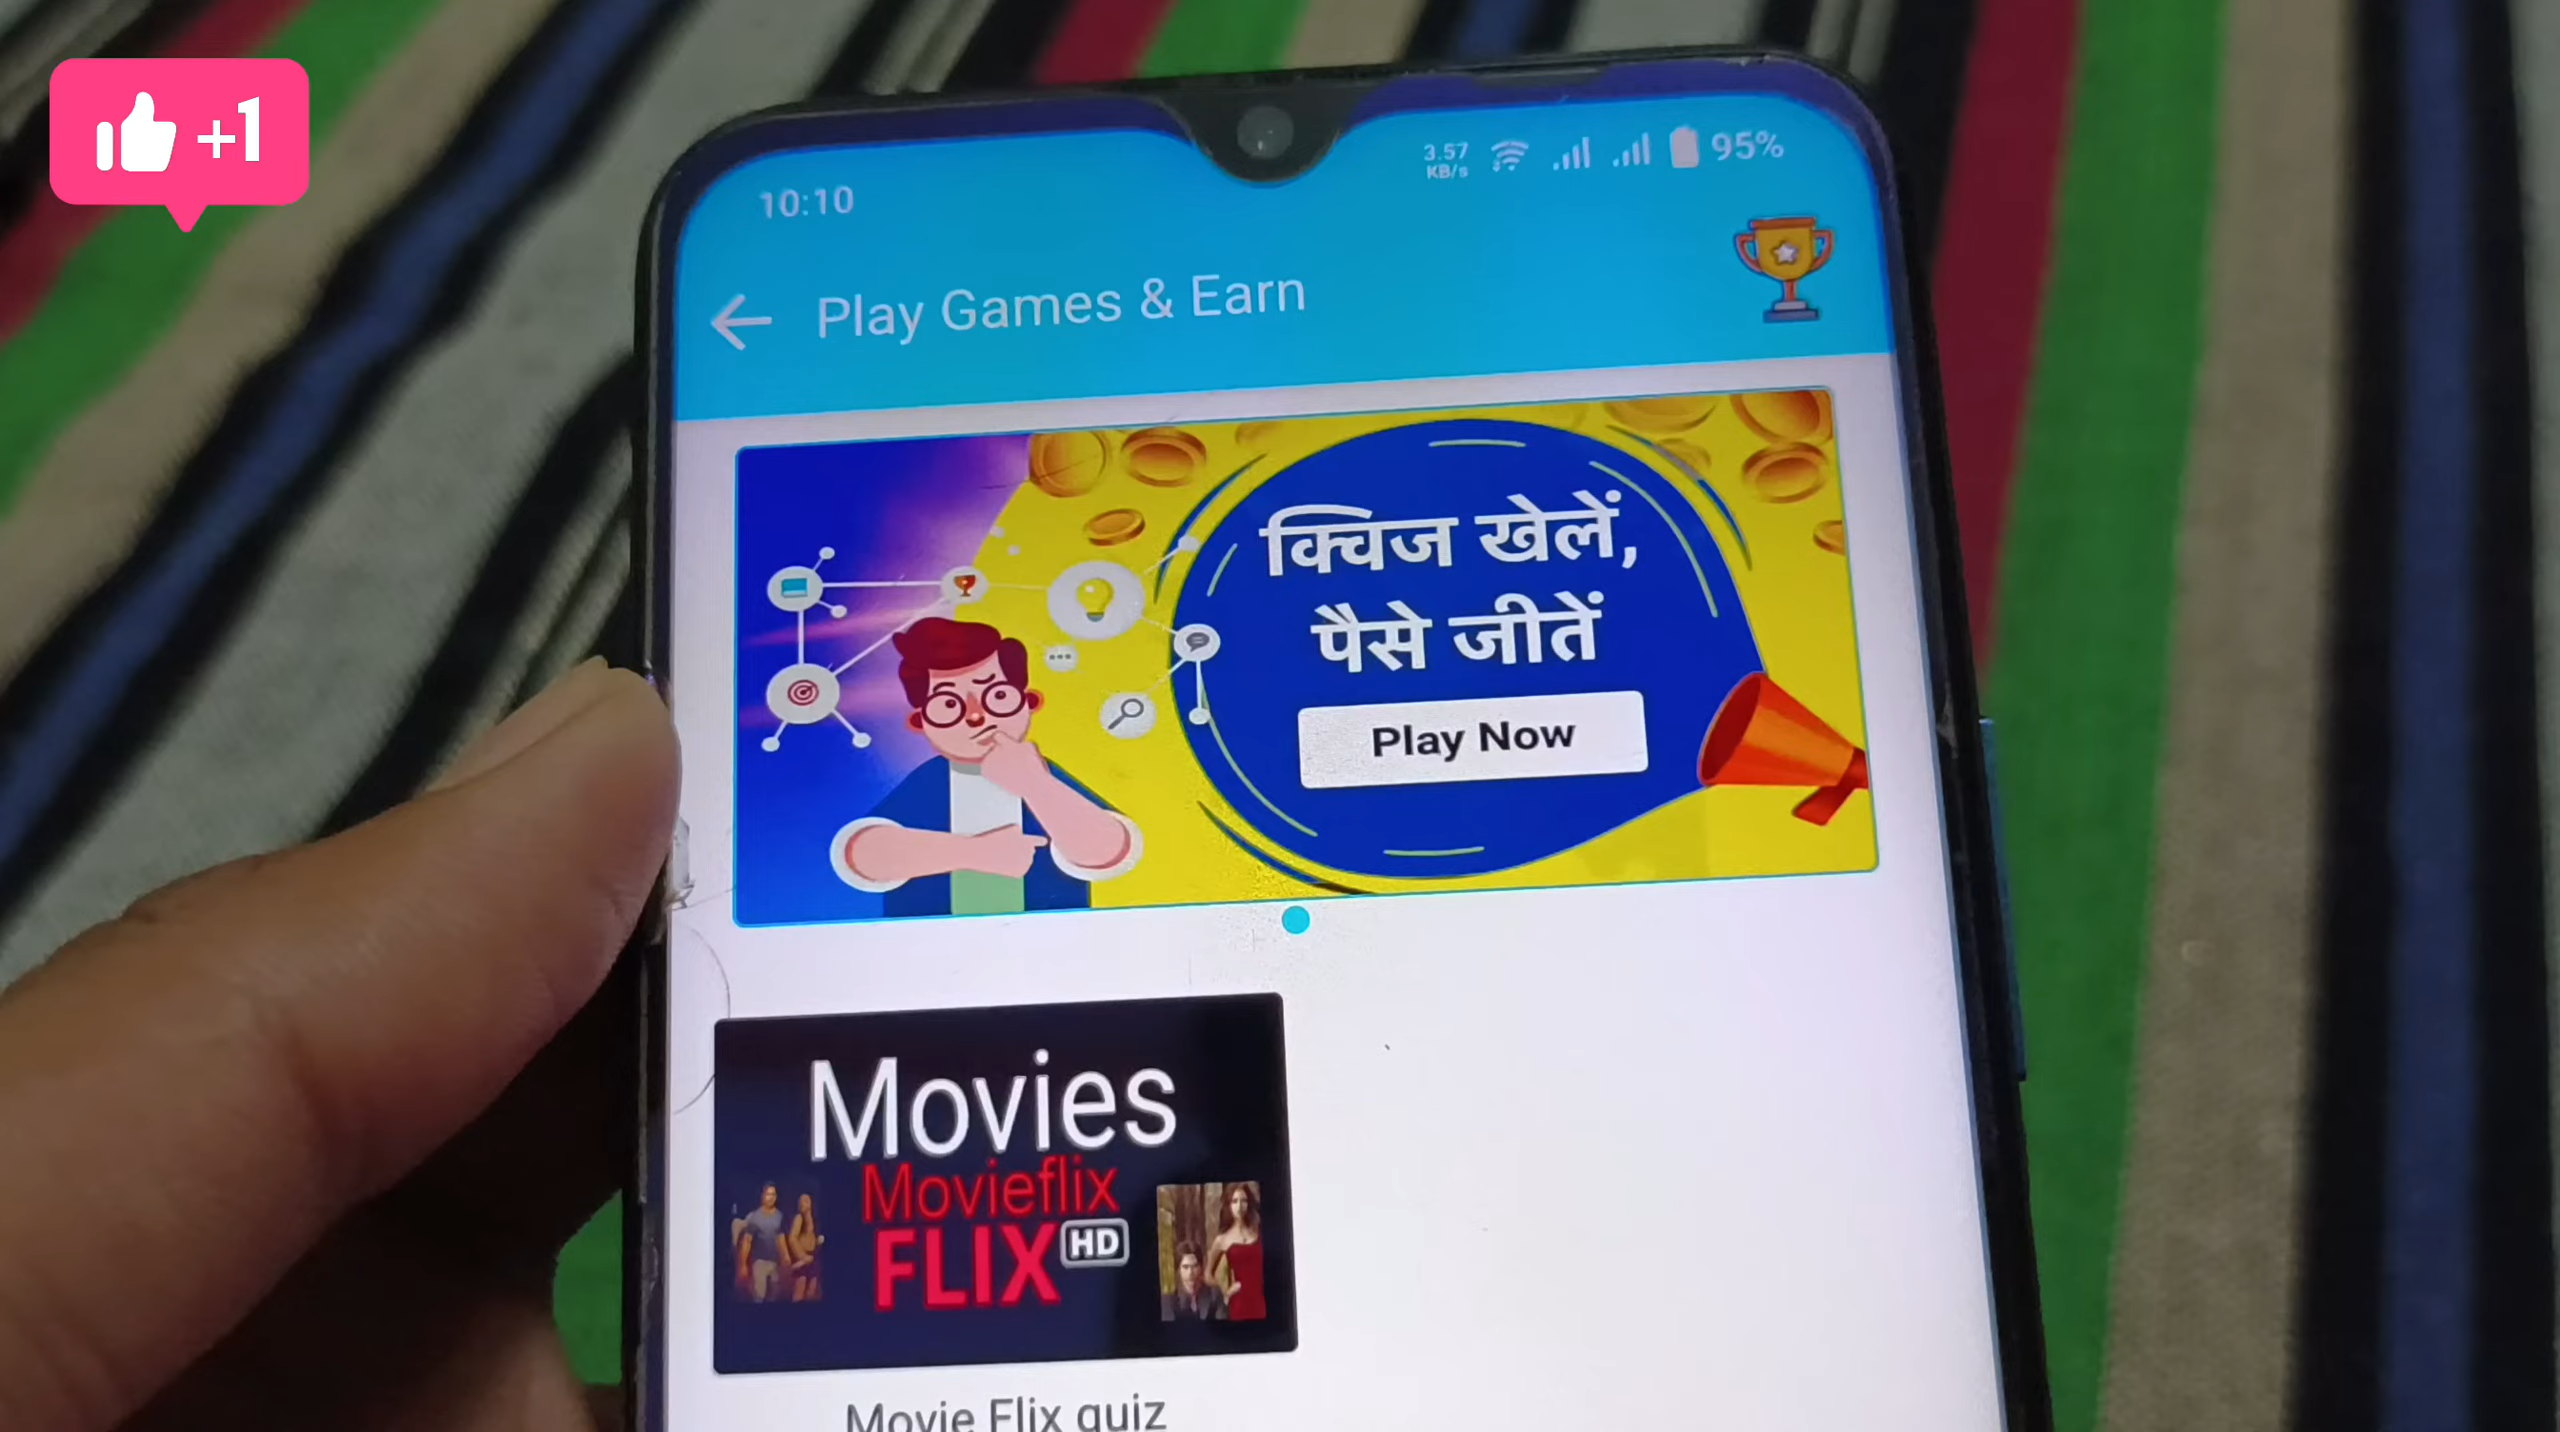 +1
10:10
3.57
KB/s
95%
Play Games & Earn
क्विज खेलें,
पैसे जीतें
Play Now
Movies
Movieflix
FLIX HD
Movie Flix quiz